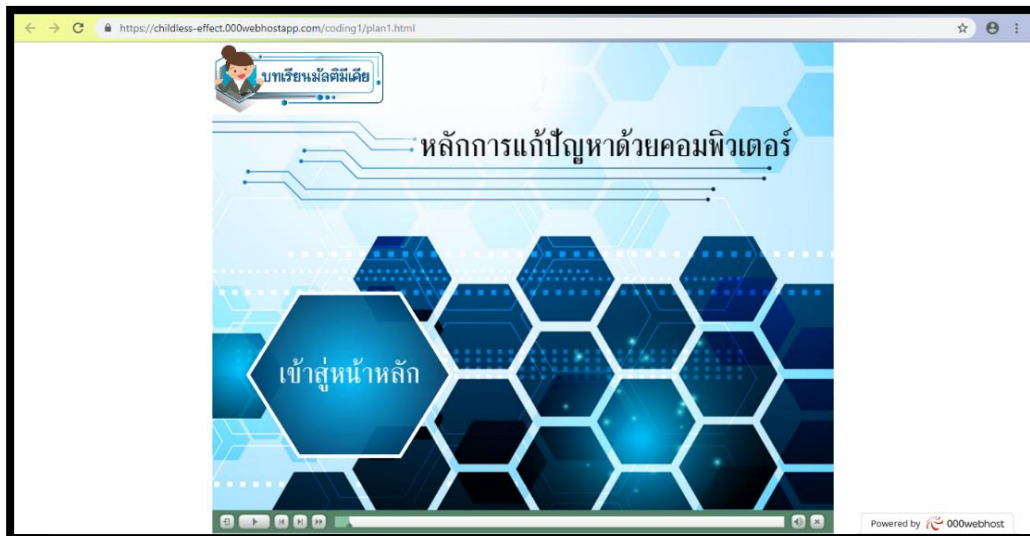 https://childless-effect.000webhostapp.com/coding1/plan1.html
บทเรียนมัลติมีเดีย
หลักการแก้ปัญหาด้วยคอมพิวเตอร์
เข้าสู่หน้าหลัก
Powered by 000webhost